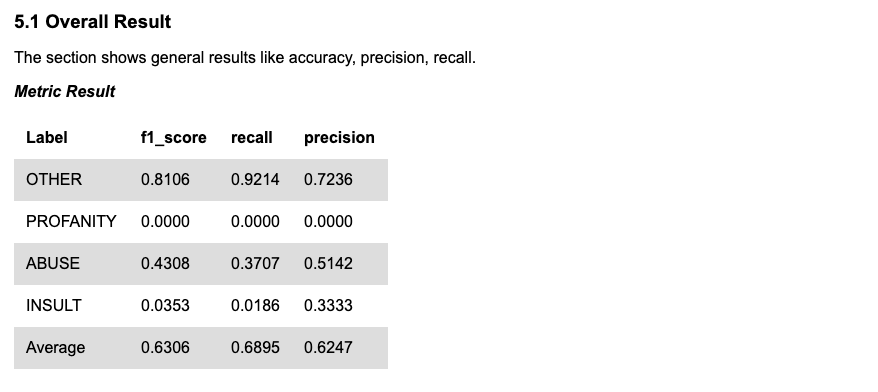 5.1 Overall Result
The section shows general results like accuracy, precision, recall.
Metric Result
Label f1_score recall precision
OTHER 0.8106 0.9214 0.7236
PROFANITY 0.0000 0.0000 0.0000
ABUSE 0.4308 0.3707 0.5142
INSULT 0.0353 0.0186 0.3333
Average 0.6306 0.6895 0.6247